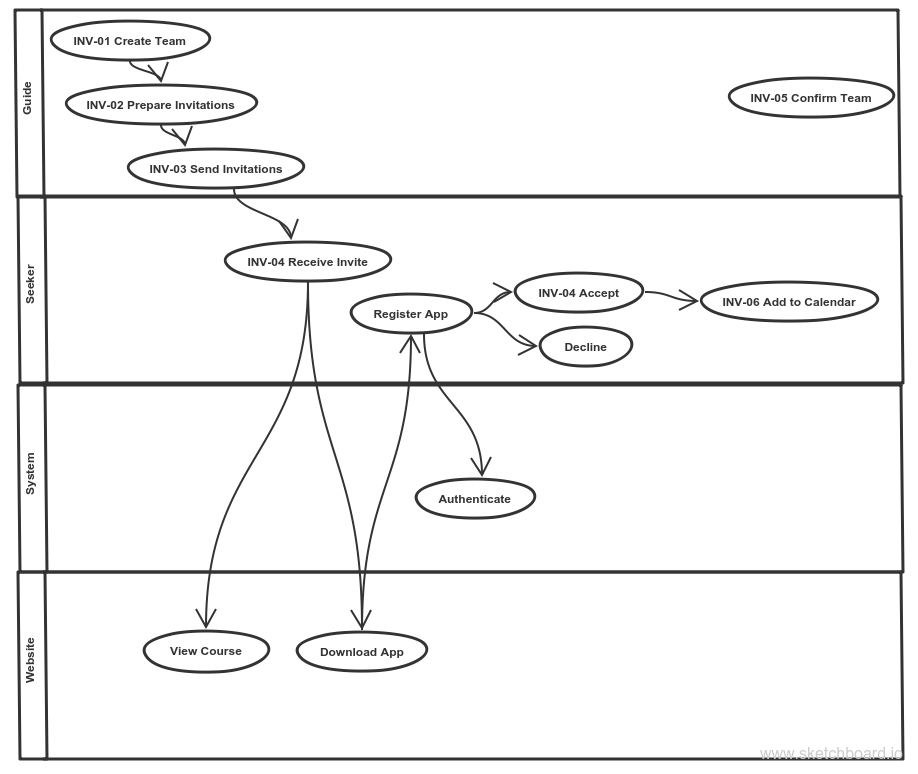 Guide
INV-01 Create Team
INV-02 Prepare Invitations
INV-03 Send Invitations
INV-05 Confirm Team
Seeker
INV-04 Receive Invite
Register App
INV-04 Accept
Decline
INV-06 Add to Calendar
System
Authenticate
Website
View Course
Download App
www.sketchboard.io